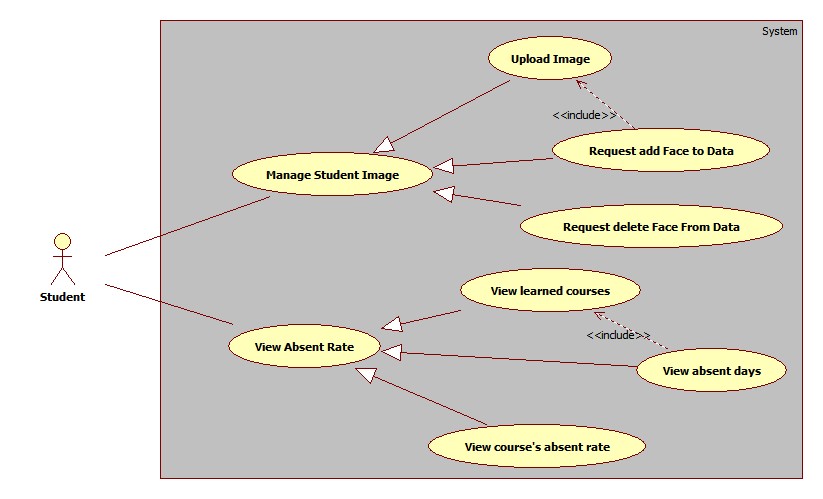 System
Upload Image
<<include>>
Request add Face to Data
Manage Student Image
Request delete Face From Data
Student
View learned courses
<<include>>
View Absent Rate
View absent days
View course's absent rate